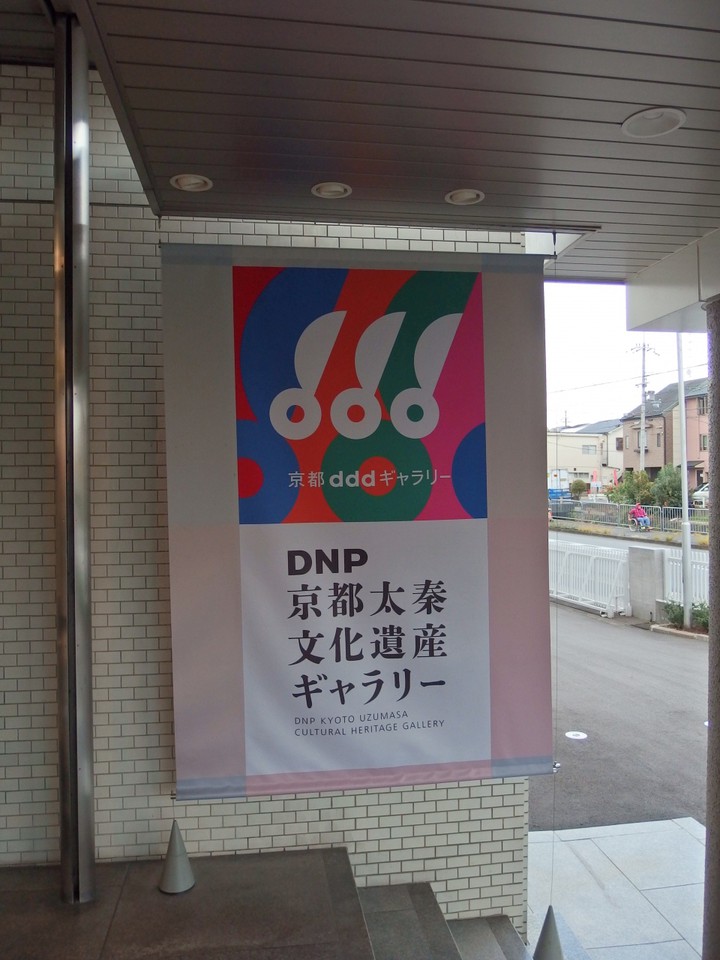 京都dddギャラリー
DNP
京都太秦
文化遺産
ギャラリー
DNP KYOTO UZUMASA
CULTURAL HERITAGE GALLERY